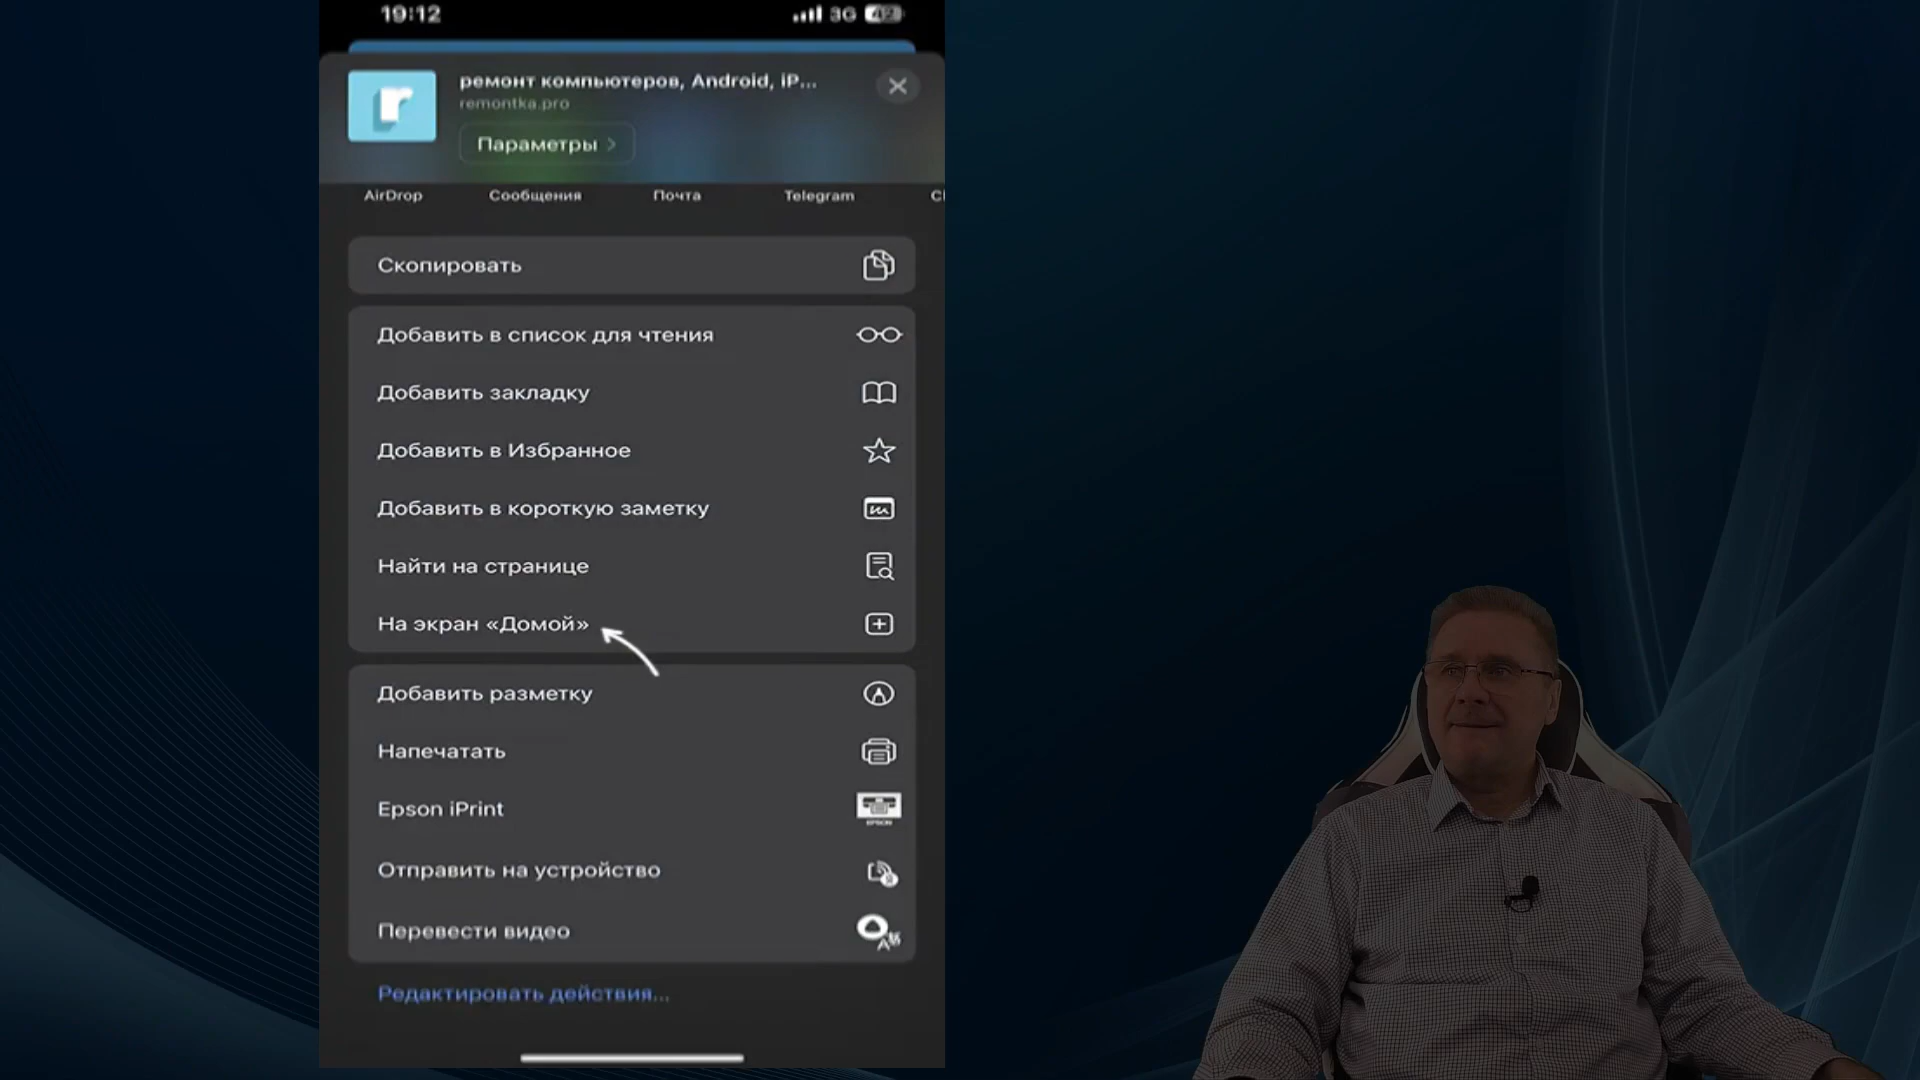 19:12
3G 42
ремонт компьютеров, Android, iP...
remontka.pro
Параметры >
AirDrop Сообщения Почта Telegram
Скопировать
Добавить в список для чтения
Добавить закладку
Добавить в Избранное
Добавить в короткую заметку
Найти на странице
На экран «Домой»
Добавить разметку
Напечатать
Epson iPrint
EPSON
Отправить на устройство
Перевести видео
Редактировать действия...